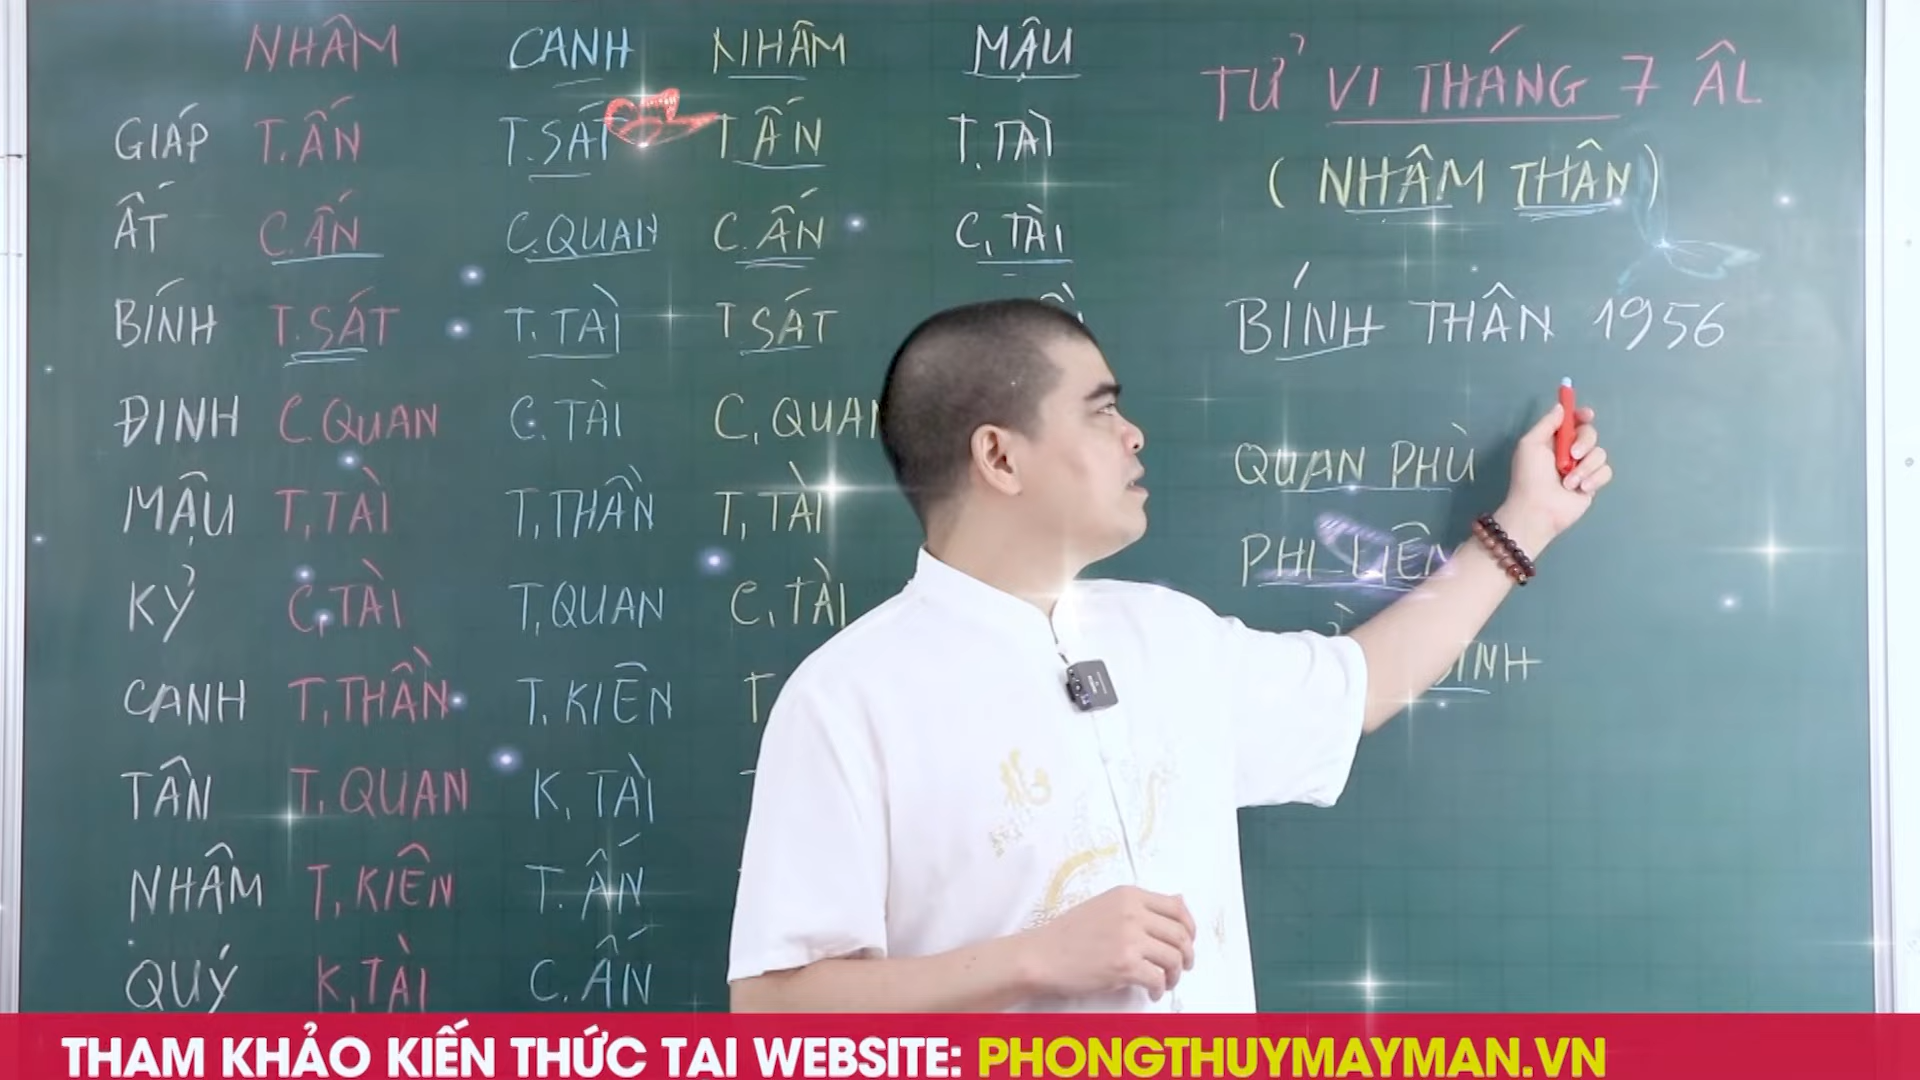 NHÂM CANH NHÂM MẬU
GIÁP T.ẤN T.SÁT T ẤN T.TÀI
ẤT C.ẤN C.QUAN C.ẤN C,TÀI
BÍNH T.SÁT T.TÀI T SÁT
ĐINH C.QUAN C.TÀI C,QUAN
MẬU T,TÀI T,THẦN T,TÀI
KỶ C,TÀI T,QUAN C,TÀI
CANH T,THẦN T.KIÊN T
TÂN T,QUAN K,TÀI
NHÂM T,KIÊN T.ẤN
QUÝ K,TÀI C.ẤN
TỬ VI THÁNG 7 ÂL
(NHÂM THÂN)
BÍNH THÂN 1956
QUAN PHÙ
PHI LIÊM
THAM KHẢO KIẾN THỨC TAI WEBSITE: PHONGTHUYMAYMAN.VN